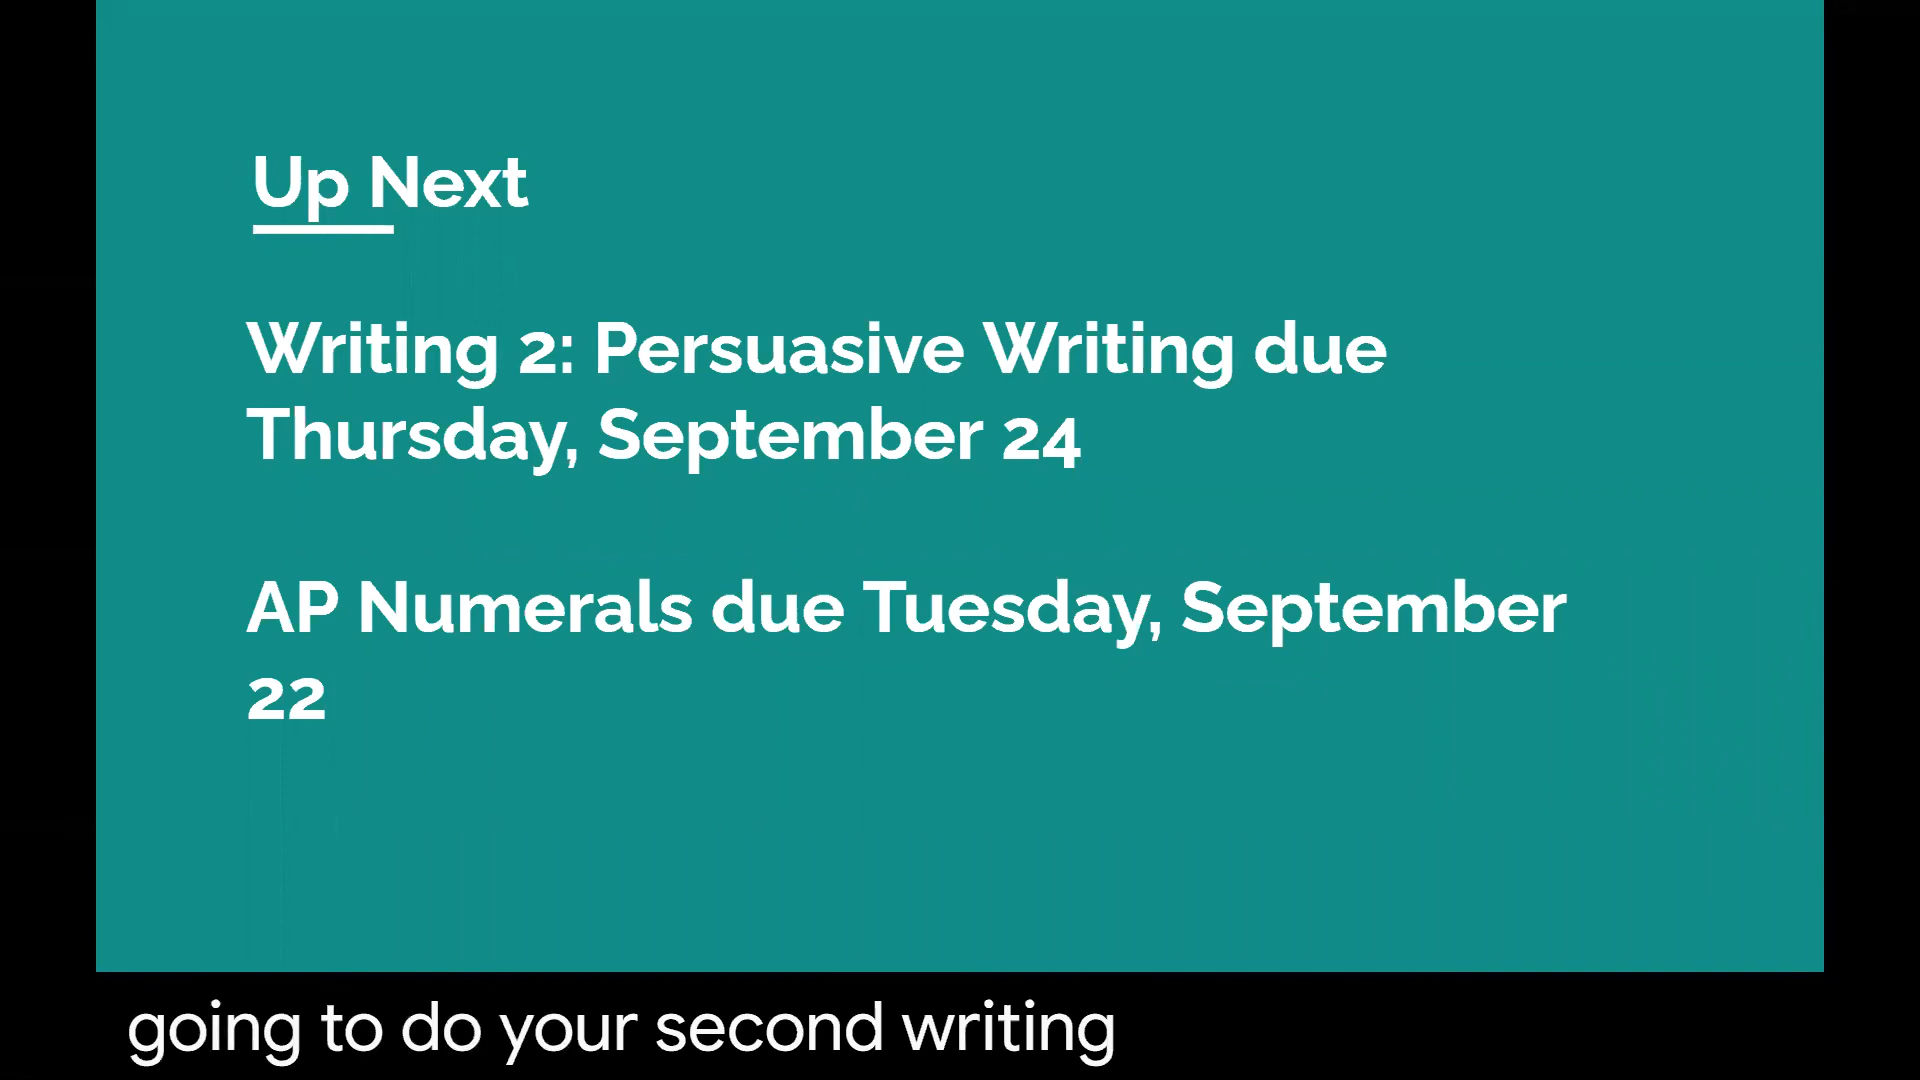 Up Next
Writing 2: Persuasive Writing due
Thursday, September 24
AP Numerals due Tuesday, September
22
going to do your second writing